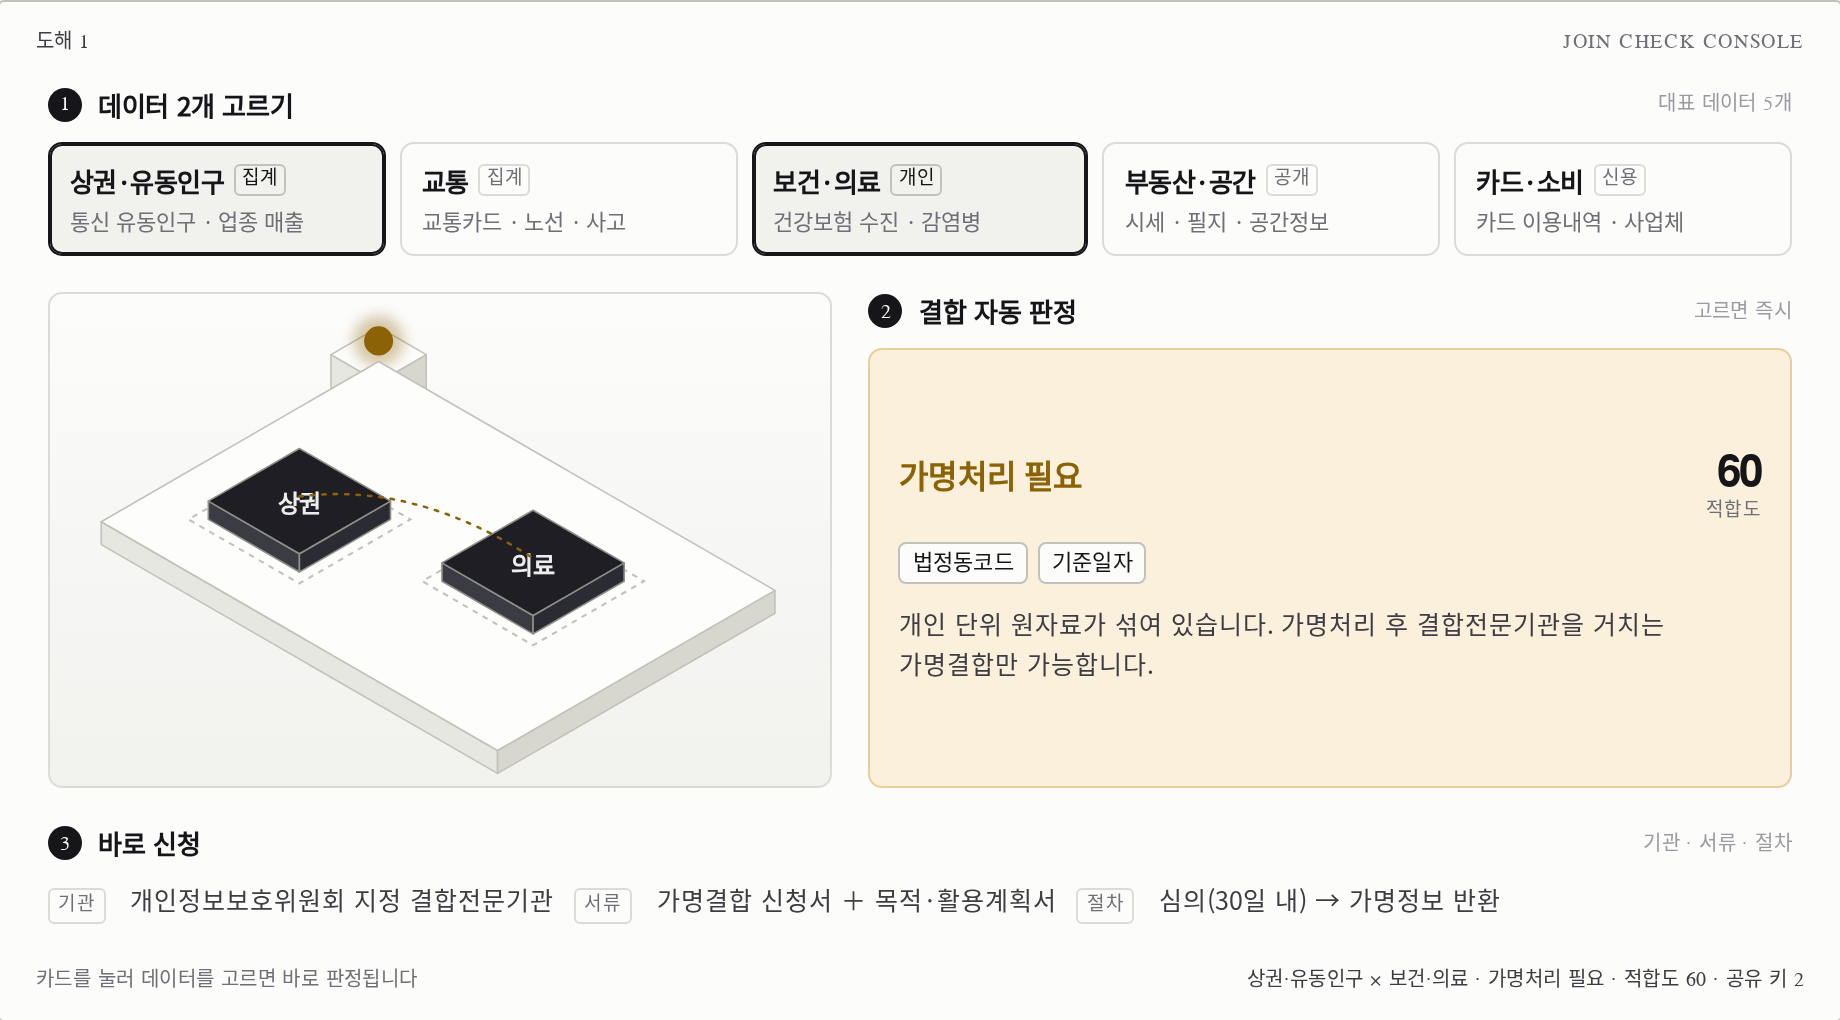 도해 1
JOIN CHECK CONSOLE
1 데이터 2개 고르기
대표 데이터 5개
상권·유동인구 집계
통신 유동인구 · 업종 매출
교통 집계
교통카드 · 노선 · 사고
보건·의료 개인
건강보험 수진 · 감염병
부동산·공간 공개
시세 · 필지 · 공간정보
카드·소비 신용
카드 이용내역 · 사업체
상권
의료
2 결합 자동 판정
고르면 즉시
가명처리 필요
60
적합도
법정동코드 기준일자
개인 단위 원자료가 섞여 있습니다. 가명처리 후 결합전문기관을 거치는
가명결합만 가능합니다.
3 바로 신청
기관 · 서류 · 절차
기관 개인정보보호위원회 지정 결합전문기관 서류 가명결합 신청서 + 목적·활용계획서 절차 심의(30일 내) → 가명정보 반환
카드를 눌러 데이터를 고르면 바로 판정됩니다
상권·유동인구 × 보건·의료 · 가명처리 필요 · 적합도 60 · 공유 키 2